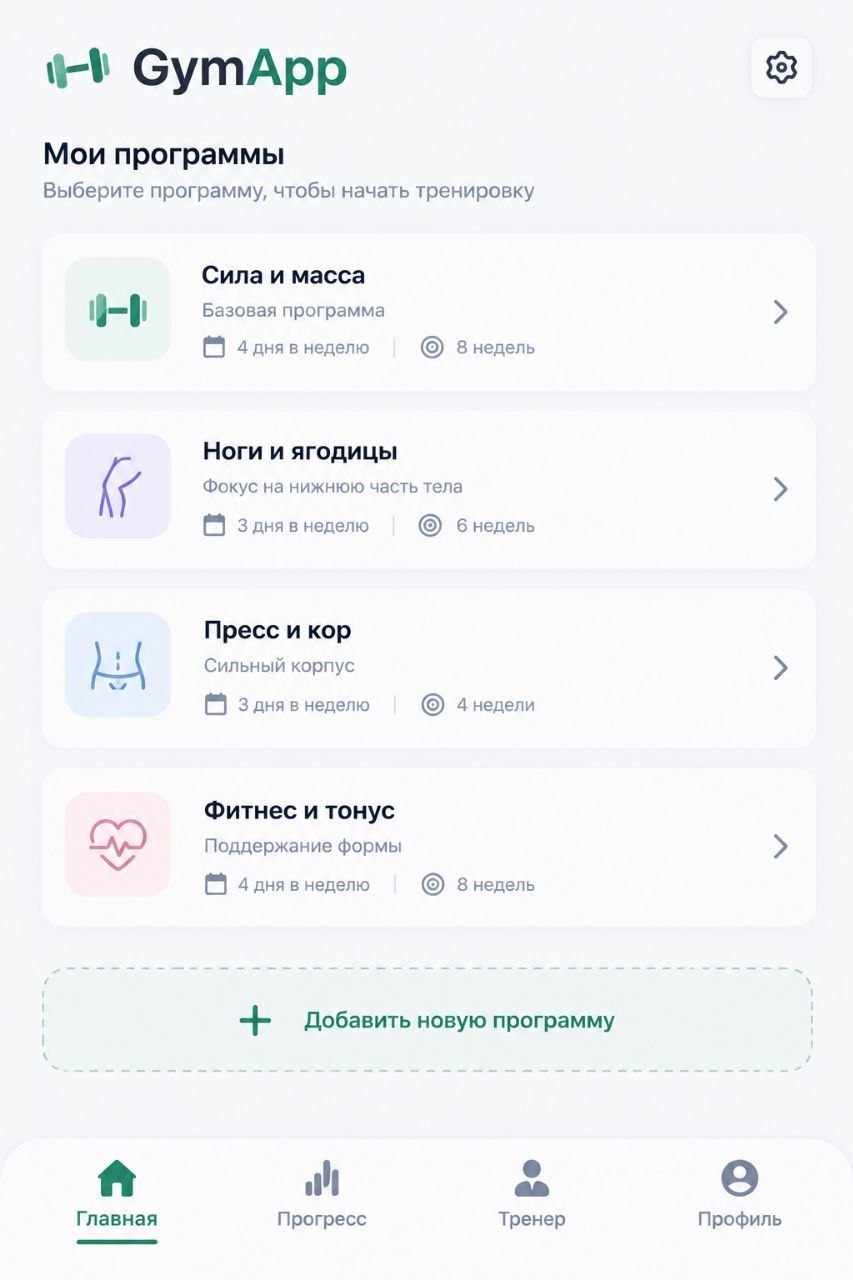 GymApp
Мои программы
Выберите программу, чтобы начать тренировку
Сила и масса
Базовая программа
4 дня в неделю
8 недель
Ноги и ягодицы
Фокус на нижнюю часть тела
3 дня в неделю
6 недель
Пресс и кор
Сильный корпус
3 дня в неделю
4 недели
Фитнес и тонус
Поддержание формы
4 дня в неделю
8 недель
Добавить новую программу
Главная
Прогресс
Тренер
Профиль